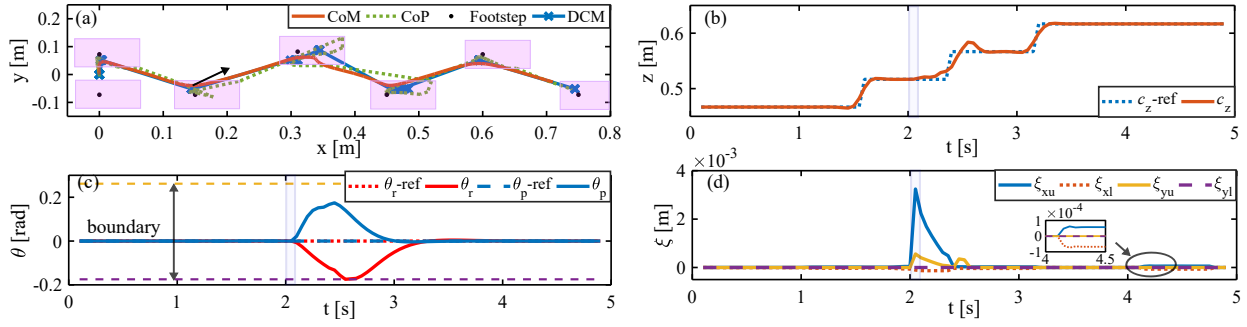 (a)
CoM CoP Footstep DCM
y [m]
0.1
0
-0.1
0 0.1 0.2 0.3 0.4 0.5 0.6 0.7 0.8
x [m]
(b)
z [m]
0.6
0.5
c_z-ref c_z
0 1 2 3 4 5
t [s]
(c)
θ_r-ref θ_r θ_p-ref θ_p
θ [rad]
0.2
boundary
0
-0.2
0 1 2 3 4 5
t [s]
×10⁻³
(d)
ξ_xu ξ_xl ξ_yu ξ_yl
ξ [m]
4
2
0
1 ×10⁻⁴
0
-1
4 4.5
0 1 2 3 4 5
t [s]